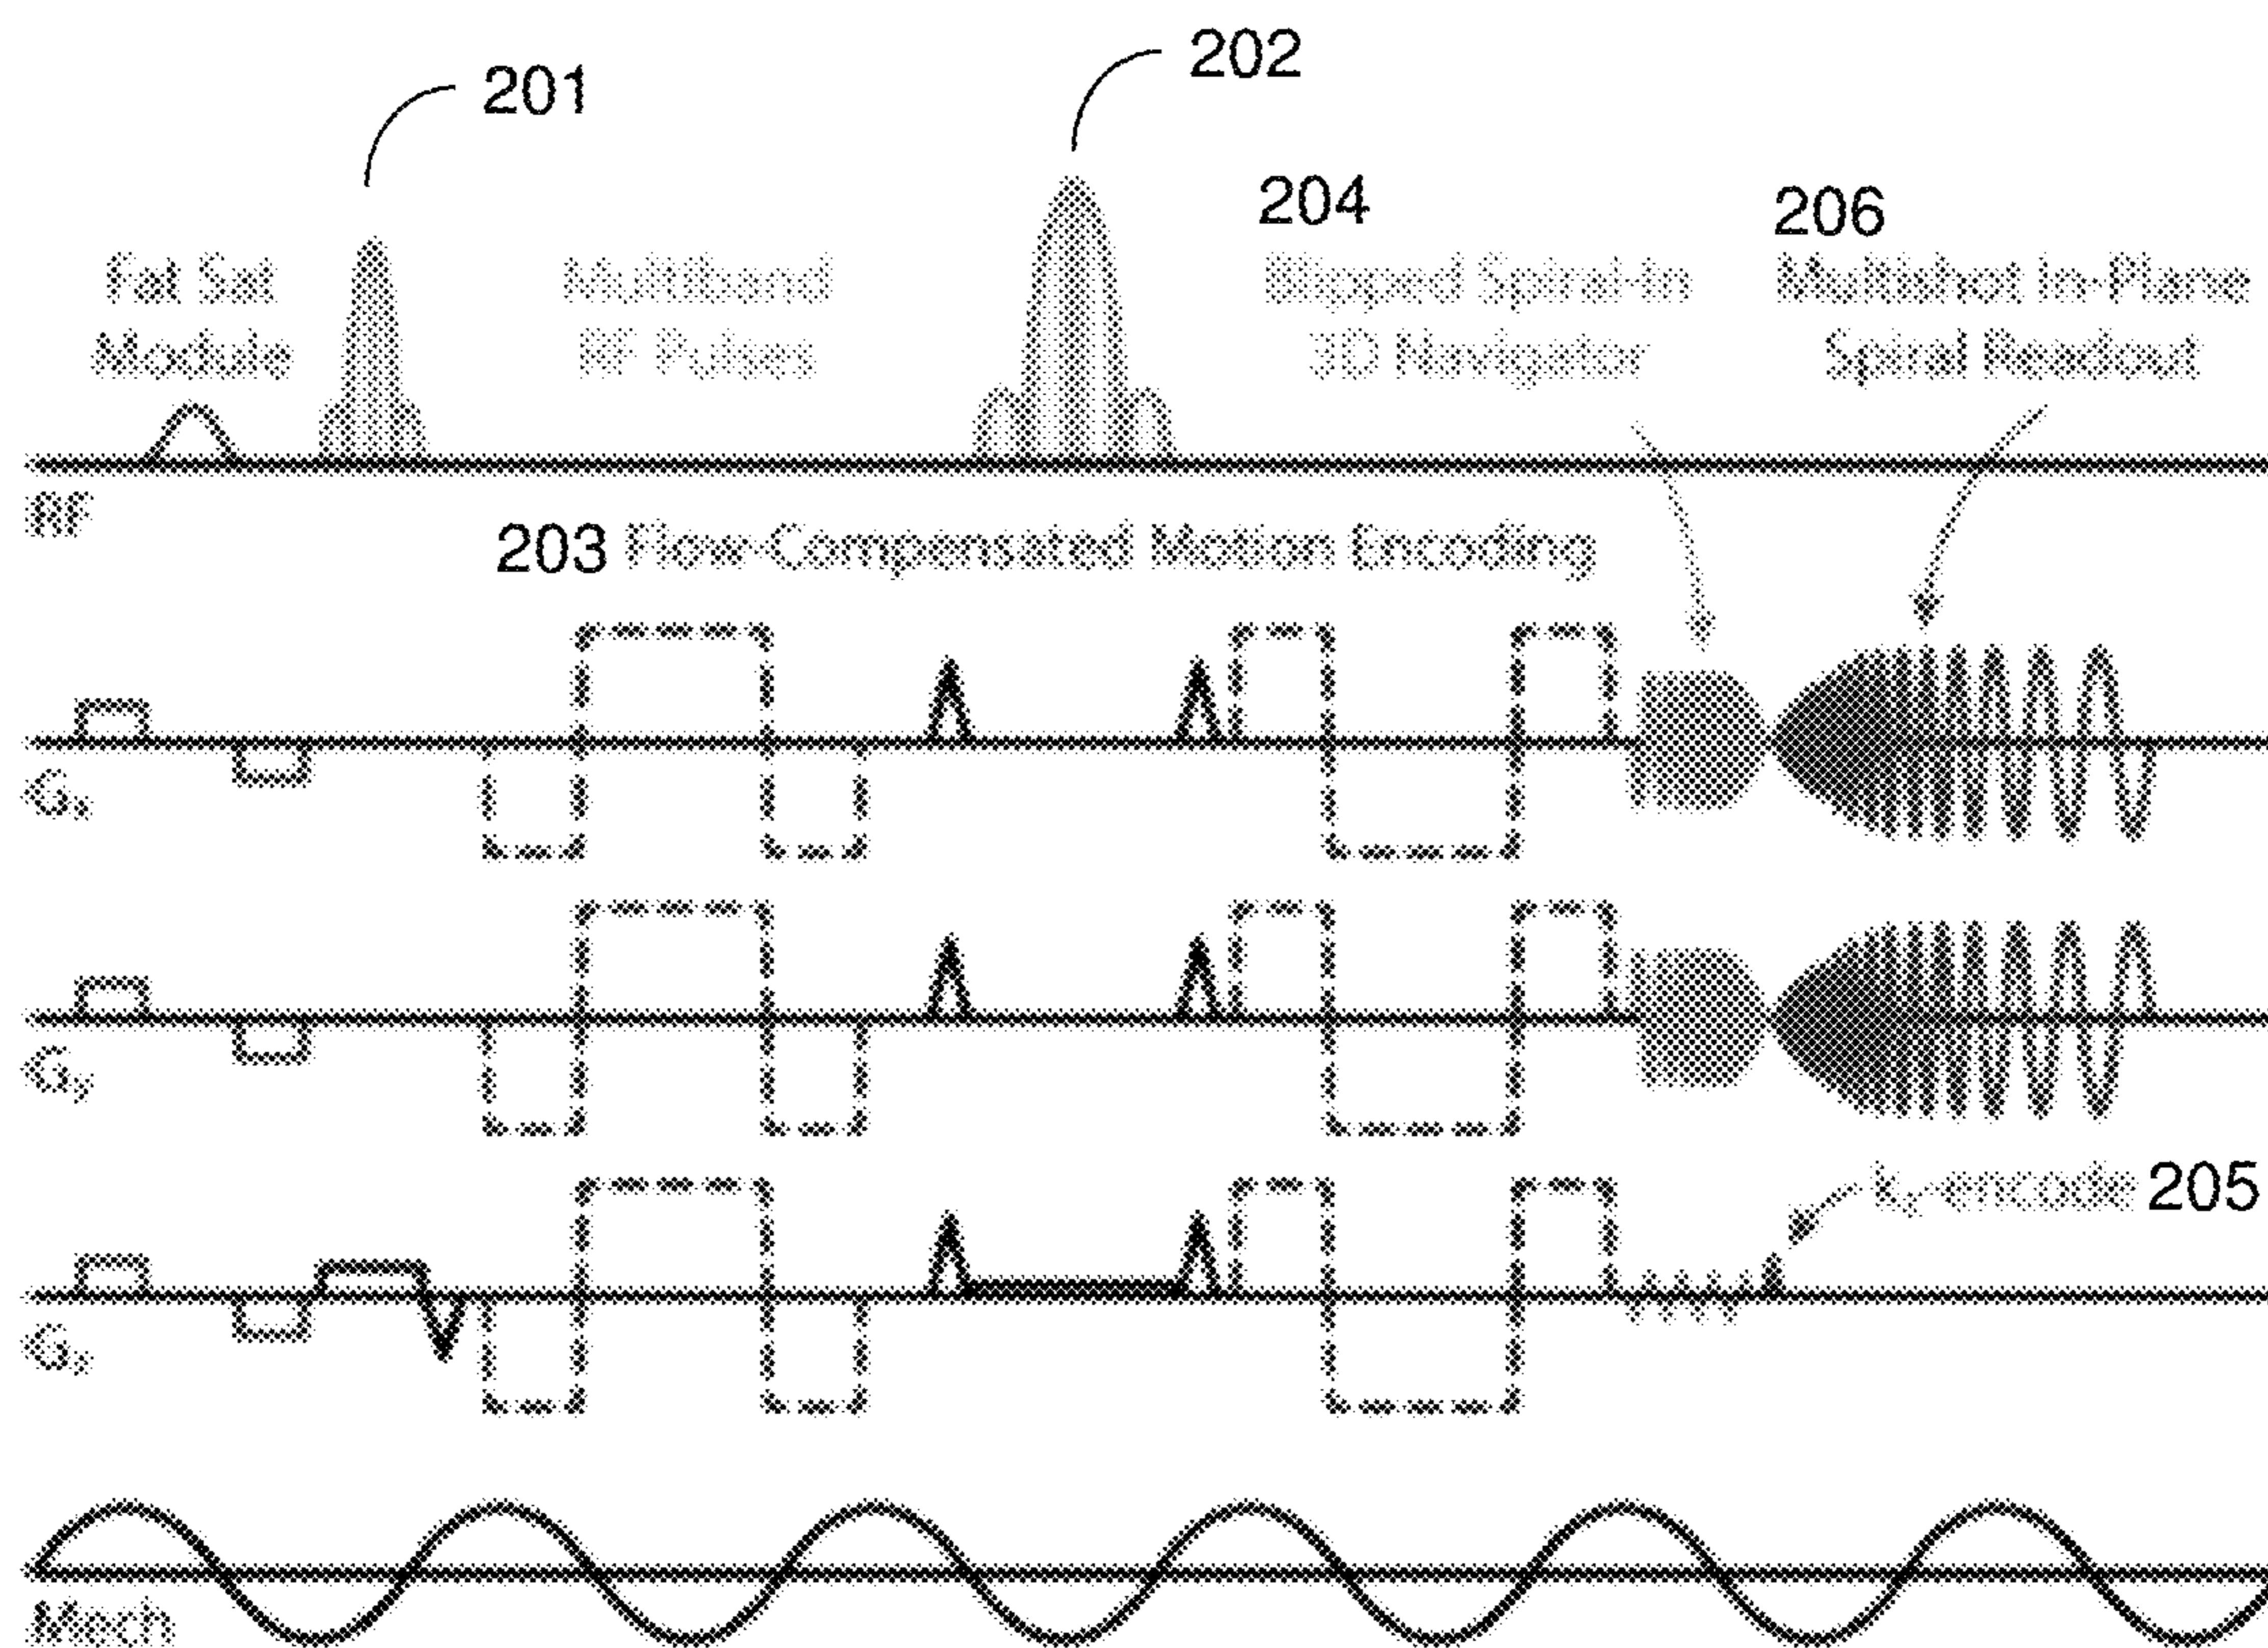 201
202
204
206
Fat Sat
Module
Multiband
RF Pulses
Blipped Spiral-In
3D Navigator
Multishot In-Plane
Spiral Readout
RF
203 Flow-Compensated Motion Encoding
Gx
Gy
kz-encode 205
Gz
Mech